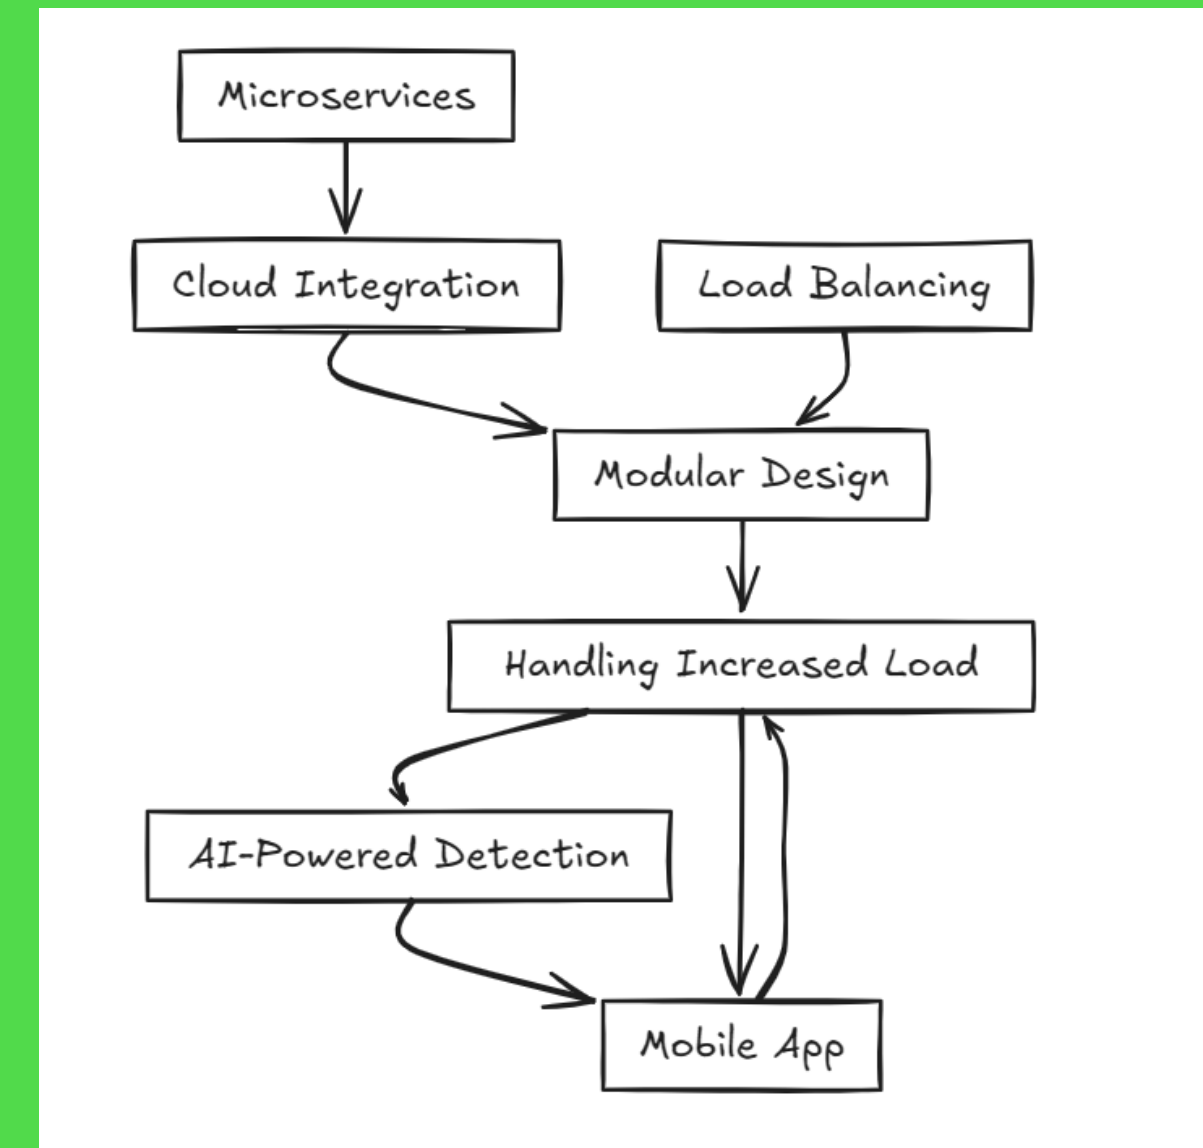 Microservices
Cloud Integration
Load Balancing
Modular Design
Handling Increased Load
AI-Powered Detection
Mobile App